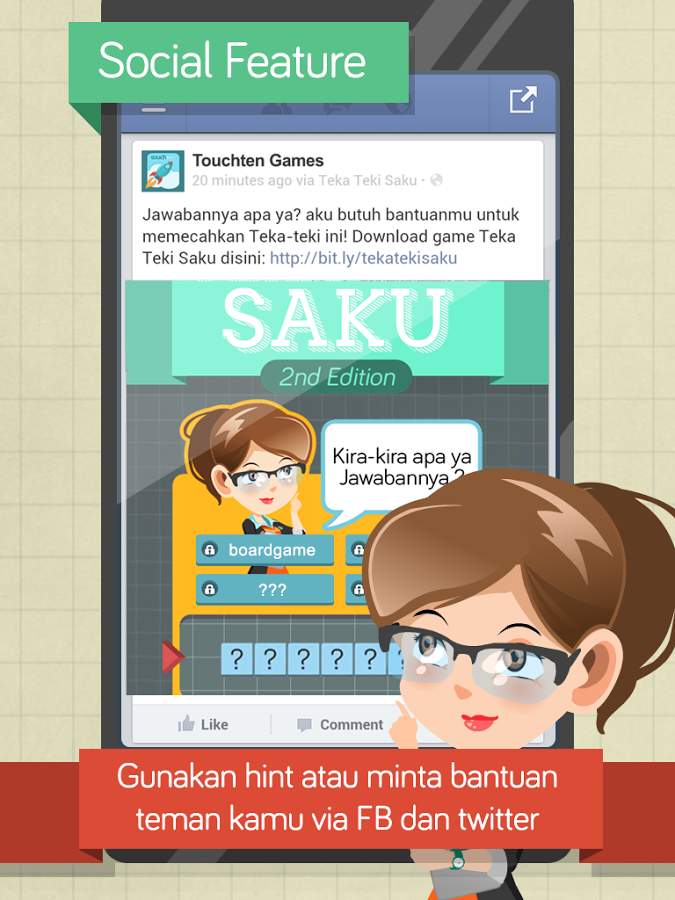 Social Feature
touch
Touchten Games
20 minutes ago via Teka Teki Saku ·
Jawabannya apa ya? aku butuh bantuanmu untuk
memecahkan Teka-teki ini! Download game Teka
Teki Saku disini: http://bit.ly/tekatekisaku
SAKU
2nd Edition
Kira-kira apa ya
Jawabannya ?
boardgame
???
? ? ? ? ? ?
Like
Comment
Gunakan hint atau minta bantuan
teman kamu via FB dan twitter